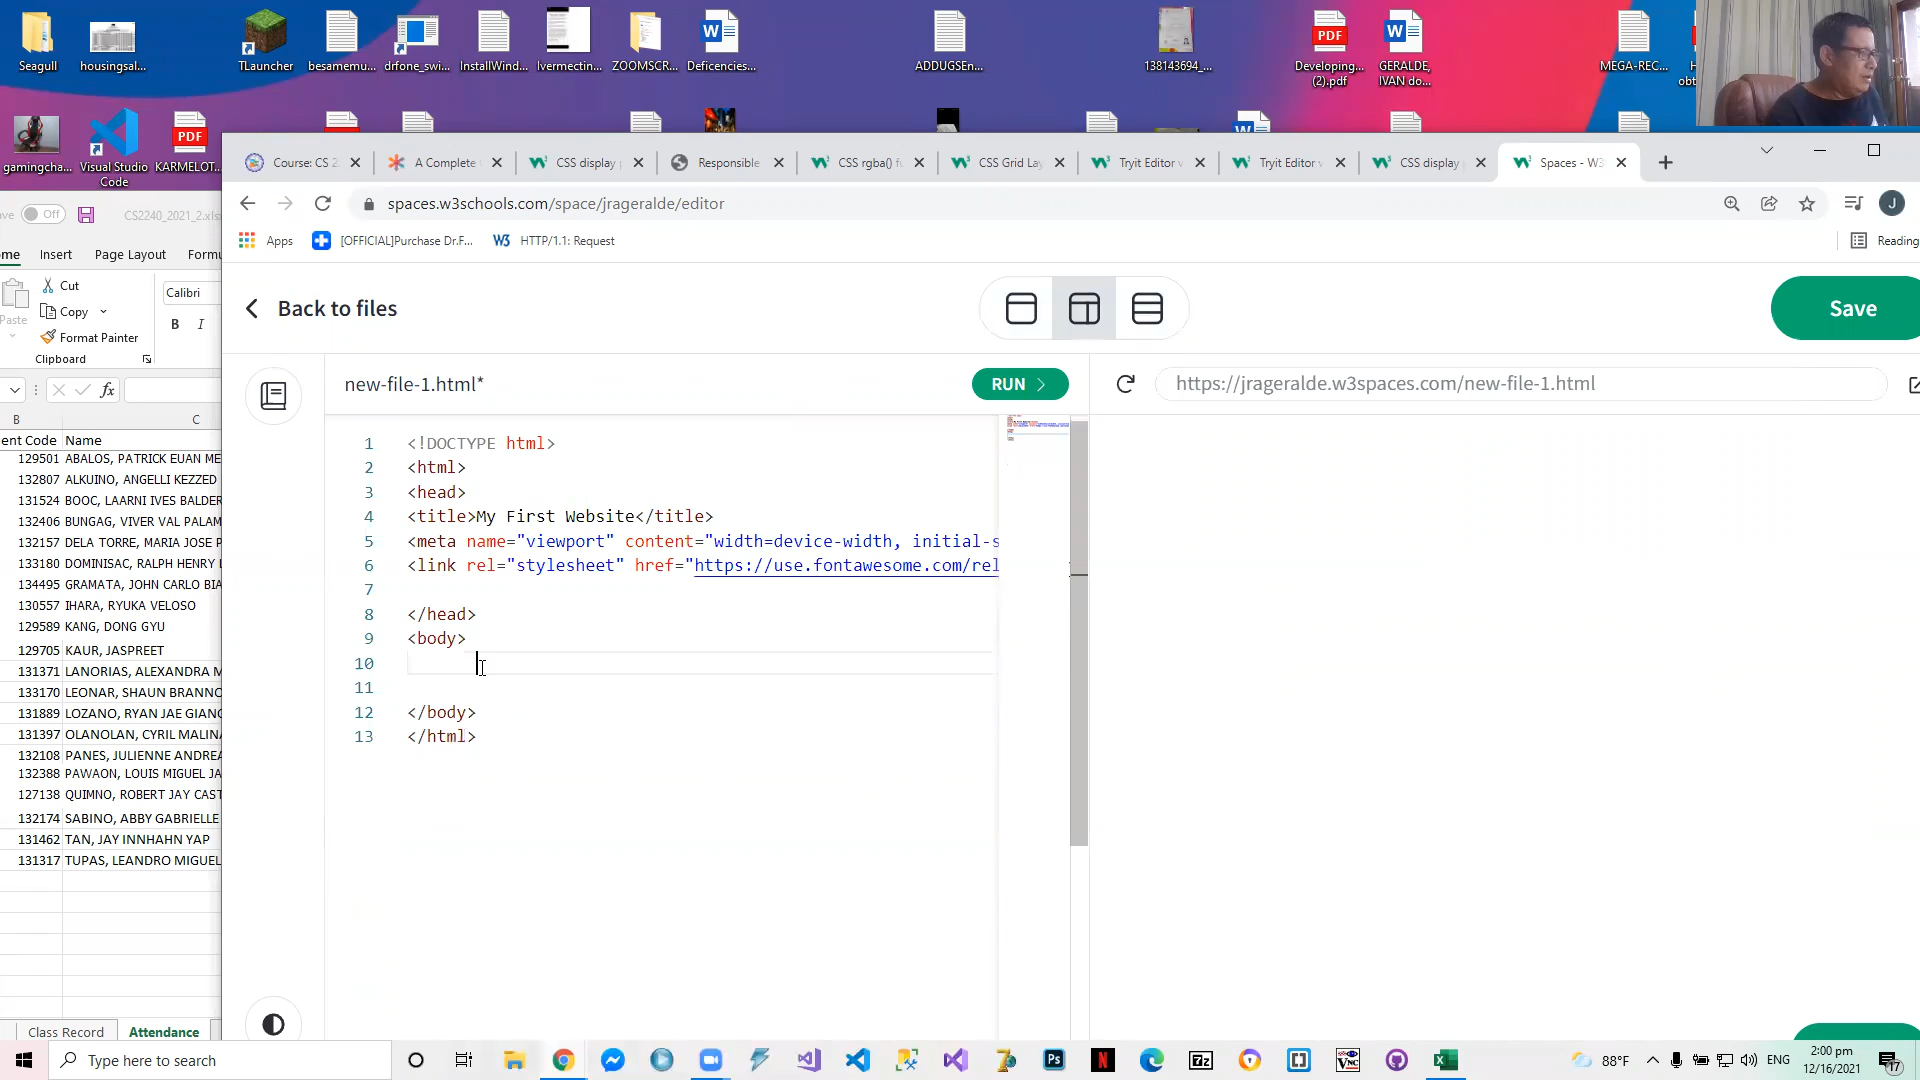 Seagull
housingsal...
TLauncher
besamemu...
drfone_swi...
InstallWind...
Ivermectin...
ZOOMSCR...
Deficencies...
ADDUGSEn...
138143694_...
Developing... (2).pdf
GERALDE, IVAN do...
MEGA-REC...
gamingcha...
Visual Studio Code
KARMELOT...
Course: CS 2
A Complete
CSS display
Responsible
CSS rgba() fu
CSS Grid Lay
Tryit Editor v
Tryit Editor v
CSS display
Spaces - W3
Off
CS2240_2021_2.xls
spaces.w3schools.com/space/jrageralde/editor
J
Apps
[OFFICIAL]Purchase Dr.F...
HTTP/1.1: Request
Reading
Insert
Page Layout
Formu
Cut
Copy
Format Painter
Paste
Clipboard
Calibri
B
I
Back to files
Save
new-file-1.html*
RUN
https://jrageralde.w3spaces.com/new-file-1.html
1 <!DOCTYPE html>
2 <html>
3 <head>
4 <title>My First Website</title>
5 <meta name="viewport" content="width=device-width, initial-s
6 <link rel="stylesheet" href="https://use.fontawesome.com/rel
7
8 </head>
9 <body>
10
11
12 </body>
13 </html>
fx
B C
ent Code Name
129501 ABALOS, PATRICK EUAN ME
132807 ALKUINO, ANGELLI KEZZED
131524 BOOC, LAARNI IVES BALDER
132406 BUNGAG, VIVER VAL PALAM
132157 DELA TORRE, MARIA JOSE P
133180 DOMINISAC, RALPH HENRY L
134495 GRAMATA, JOHN CARLO BIA
130557 IHARA, RYUKA VELOSO
129589 KANG, DONG GYU
129705 KAUR, JASPREET
131371 LANORIAS, ALEXANDRA M
133170 LEONAR, SHAUN BRANNO
131889 LOZANO, RYAN JAE GIANG
131397 OLANOLAN, CYRIL MALINA
132108 PANES, JULIENNE ANDREA
132388 PAWAON, LOUIS MIGUEL JA
127138 QUIMNO, ROBERT JAY CAST
132174 SABINO, ABBY GABRIELLE
131462 TAN, JAY INNHAHN YAP
131317 TUPAS, LEANDRO MIGUEL
Class Record
Attendance
Type here to search
88°F
ENG
2:00 pm
12/16/2021
17